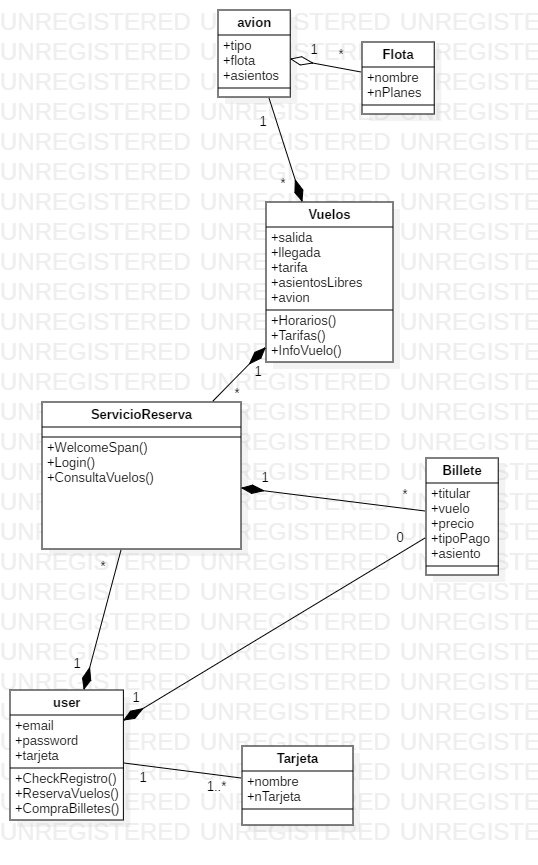 avion
+tipo
+flota
+asientos
1
*
Flota
+nombre
+nPlanes
1
*
Vuelos
+salida
+llegada
+tarifa
+asientosLibres
+avion
+Horarios()
+Tarifas()
+InfoVuelo()
1
*
ServicioReserva
+WelcomeSpan()
+Login()
+ConsultaVuelos()
1
*
Billete
+titular
+vuelo
+precio
+tipoPago
+asiento
0
*
1
1
user
+email
+password
+tarjeta
+CheckRegistro()
+ReservaVuelos()
+CompraBilletes()
1
1..*
Tarjeta
+nombre
+nTarjeta
UNREGISTERED